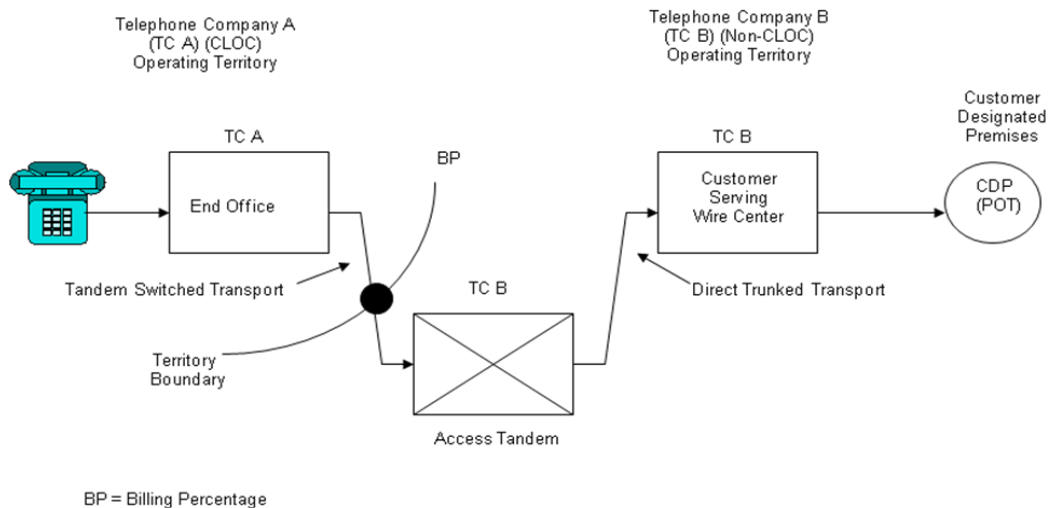 Telephone Company A
(TC A) (CLOC)
Operating Territory
Telephone Company B
(TC B) (Non-CLOC)
Operating Territory
Customer
Designated
Premises
TC A
BP
TC B
End Office
Customer
Serving
Wire Center
CDP
(POT)
Tandem Switched Transport
TC B
Direct Trunked Transport
Territory
Boundary
Access Tandem
BP = Billing Percentage